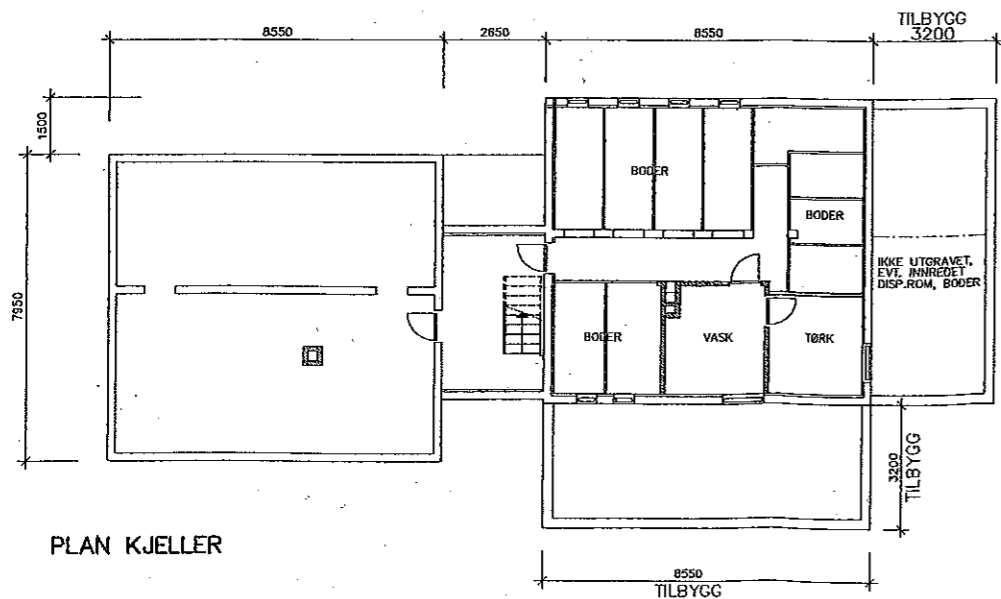 TILBYGG
8550
2650
8550
3200
1500
BODER
BODER
7950
IKKE UTGRAVET,
EVT. INNREDET
DISP.ROM, BODER
BODER
VASK
TØRK
3200
TILBYGG
PLAN KJELLER
8550
TILBYGG